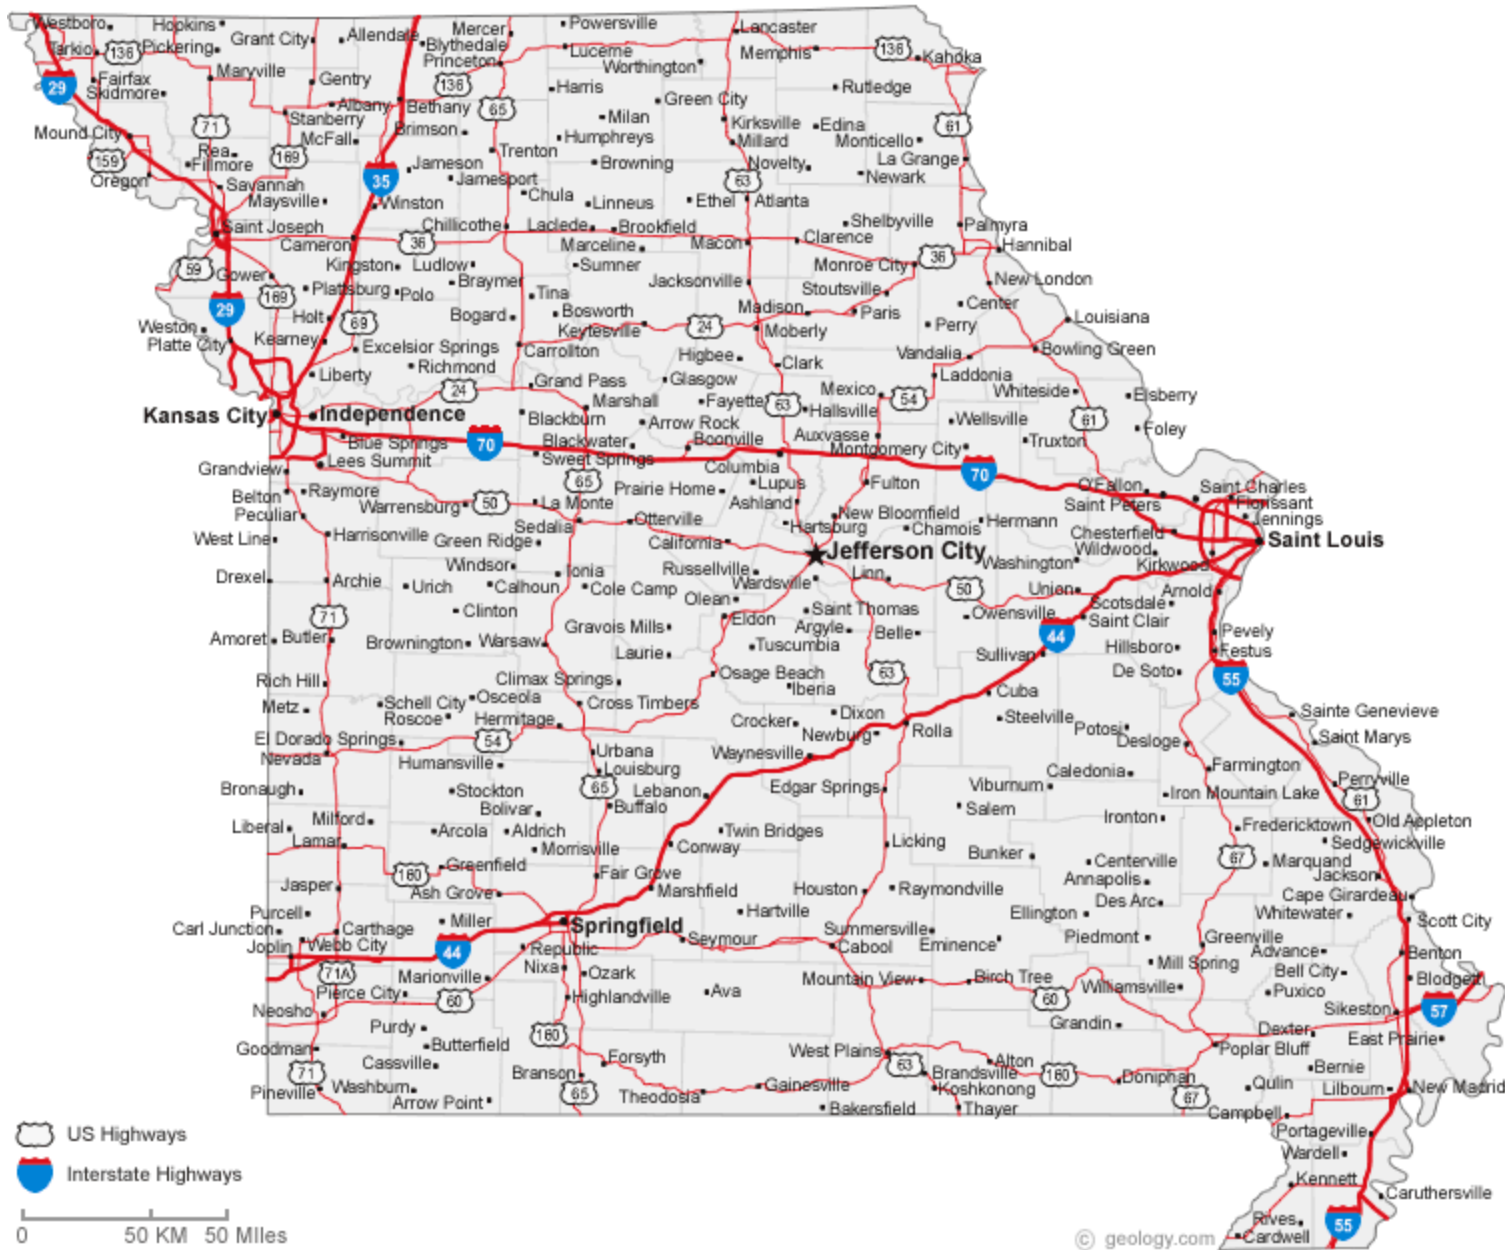 Westboro
Hopkins
Grant City
Allendale
Mercer
Powersville
Lancaster
Tarkio
136
Pickering
Blythedale
Lucerne
Memphis
136
Kahoka
Princeton
Worthington
29
Fairfax
Maryville
Gentry
136
Harris
Rutledge
Skidmore
Albany
Bethany
65
Green City
Stanberry
Milan
Kirksville
Edina
61
Mound City
71
McFall
Brimson
Humphreys
Millard
Monticello
159
Rea
169
Trenton
Browning
Novelty
La Grange
Fillmore
Jameson
Newark
Oregon
35
Jamesport
63
Savannah
Chula
Linneus
Ethel
Atlanta
Maysville
Winston
Shelbyville
Saint Joseph
Chillicothe
Laclede
Brookfield
Palmyra
Cameron
36
Marceline
Macon
Clarence
Hannibal
59
Gower
Kingston
Ludlow
Sumner
Monroe City
36
169
Plattsburg
Polo
Braymer
Tina
Jacksonville
Stoutsville
New London
29
Holt
69
Bogard
Bosworth
Madison
Paris
Center
Weston
Keytesville
24
Moberly
Perry
Louisiana
Platte City
Kearney
Excelsior Springs
Carrollton
Higbee
Clark
Vandalia
Bowling Green
Liberty
Richmond
24
Grand Pass
Glasgow
Mexico
54
Laddonia
Whiteside
Elsberry
Kansas City
Independence
Blackburn
Marshall
Fayette
63
Hallsville
Wellsville
61
Foley
Arrow Rock
Blue Springs
70
Blackwater
Boonville
Auxvasse
Montgomery City
Truxton
Grandview
Lees Summit
Sweet Springs
Columbia
70
Belton
Raymore
65
Prairie Home
Lupus
Fulton
O'Fallon
Saint Charles
Peculiar
Warrensburg
50
La Monte
Ashland
Saint Peters
Florissant
West Line
Harrisonville
Sedalia
Otterville
Hartsburg
New Bloomfield
Chamois
Hermann
Jennings
Green Ridge
California
Jefferson City
Chesterfield
Saint Louis
Wildwood
Drexel
Archie
Windsor
Ionia
Russellville
Linn
Washington
Kirkwood
Urich
Calhoun
Cole Camp
Wardsville
50
Union
Arnold
71
Clinton
Olean
Saint Thomas
Owensville
Scotsdale
Amoret
Butler
Brownington
Warsaw
Gravois Mills
Eldon
Argyle
Belle
44
Saint Clair
Pevely
Laurie
Tuscumbia
Sullivan
Hillsboro
Festus
Rich Hill
Climax Springs
Osage Beach
63
De Soto
55
Metz
Schell City
Osceola
Cross Timbers
Iberia
Cuba
Roscoe
Hermitage
Crocker
Dixon
Steelville
Potosi
Sainte Genevieve
El Dorado Springs
54
Newburg
Rolla
Desloge
Saint Marys
Nevada
Humansville
Urbana
Waynesville
Louisburg
Caledonia
Farmington
Bronaugh
Stockton
65
Lebanon
Edgar Springs
Viburnum
Iron Mountain Lake
Perryville
Bolivar
Buffalo
Salem
61
Liberal
Milford
Arcola
Aldrich
Twin Bridges
Ironton
Fredericktown
Old Appleton
Lamar
Morrisville
Conway
Licking
Bunker
Centerville
67
Sedgewickville
160
Greenfield
Fair Grove
Annapolis
Marquand
Jasper
Ash Grove
Marshfield
Houston
Raymondville
Jackson
Des Arc
Cape Girardeau
Purcell
Miller
Hartville
Ellington
Whitewater
Scott City
Carl Junction
Carthage
Springfield
Summersville
Joplin
Webb City
44
Republic
Seymour
Cabool
Eminence
Piedmont
Greenville
Advance
Benton
71A
Nixa
Ozark
Mill Spring
Bell City
Blodgett
Pierce City
Marionville
Highlandville
Ava
Mountain View
Birch Tree
Williamsville
Puxico
60
60
Neosho
Sikeston
57
Purdy
160
Grandin
Dexter
East Prairie
Goodman
Butterfield
Forsyth
West Plains
Poplar Bluff
Cassville
63
Alton
Bernie
71
Branson
Brandsville
160
Doniphan
Pineville
Washburn
65
Theodosia
Gainesville
Koshkonong
67
Qulin
Lilbourn
New Madrid
Arrow Point
Bakersfield
Thayer
Campbell
US Highways
Portageville
Wardell
Interstate Highways
Kennett
Caruthersville
Rives
55
0 50 KM 50 MIles
© geology.com
Cardwell